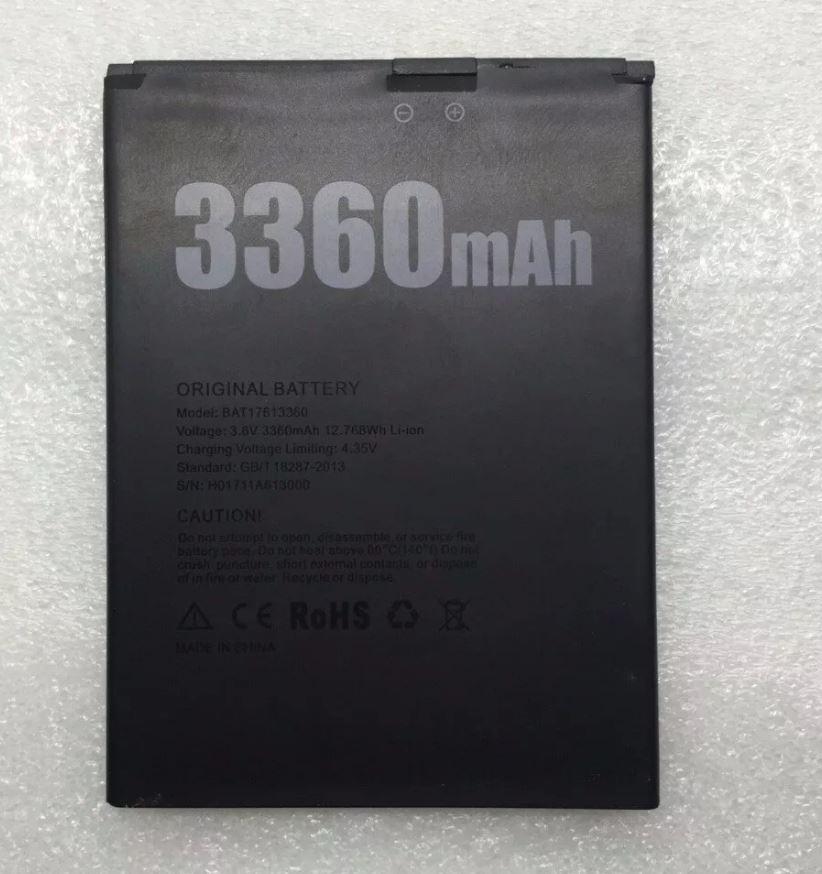 3360mAh
ORIGINAL BATTERY
Model: BAT17613360
Voltage: 3.8V 3360mAh 12.768Wh Li-ion
Charging Voltage Limiting: 4.35V
Standard: GB/T 18287-2013
S/N: H01711A613000
CAUTION!
Do not attempt to open, disassemble, or service fire
battery pane. Do not heat above 60°C/(140°f) Do not
crush, puncture, short external contacts, or dispose
of in fire or water. Recycle or dispose.
CE RoHS
MADE IN CHINA